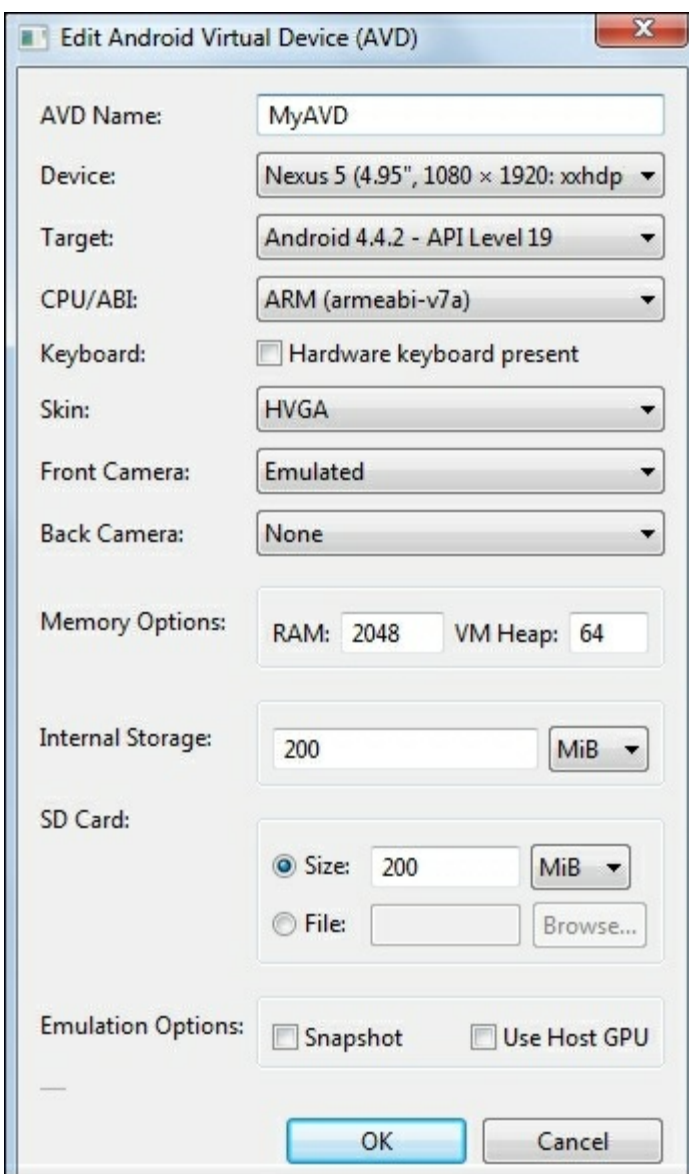 Edit Android Virtual Device (AVD)
AVD Name: MyAVD
Device: Nexus 5 (4.95", 1080 × 1920: xxhdp
Target: Android 4.4.2 - API Level 19
CPU/ABI: ARM (armeabi-v7a)
Keyboard: Hardware keyboard present
Skin: HVGA
Front Camera: Emulated
Back Camera: None
Memory Options: RAM: 2048 VM Heap: 64
Internal Storage: 200 MiB
SD Card:
Size: 200 MiB
File: Browse...
Emulation Options: Snapshot Use Host GPU
OK Cancel